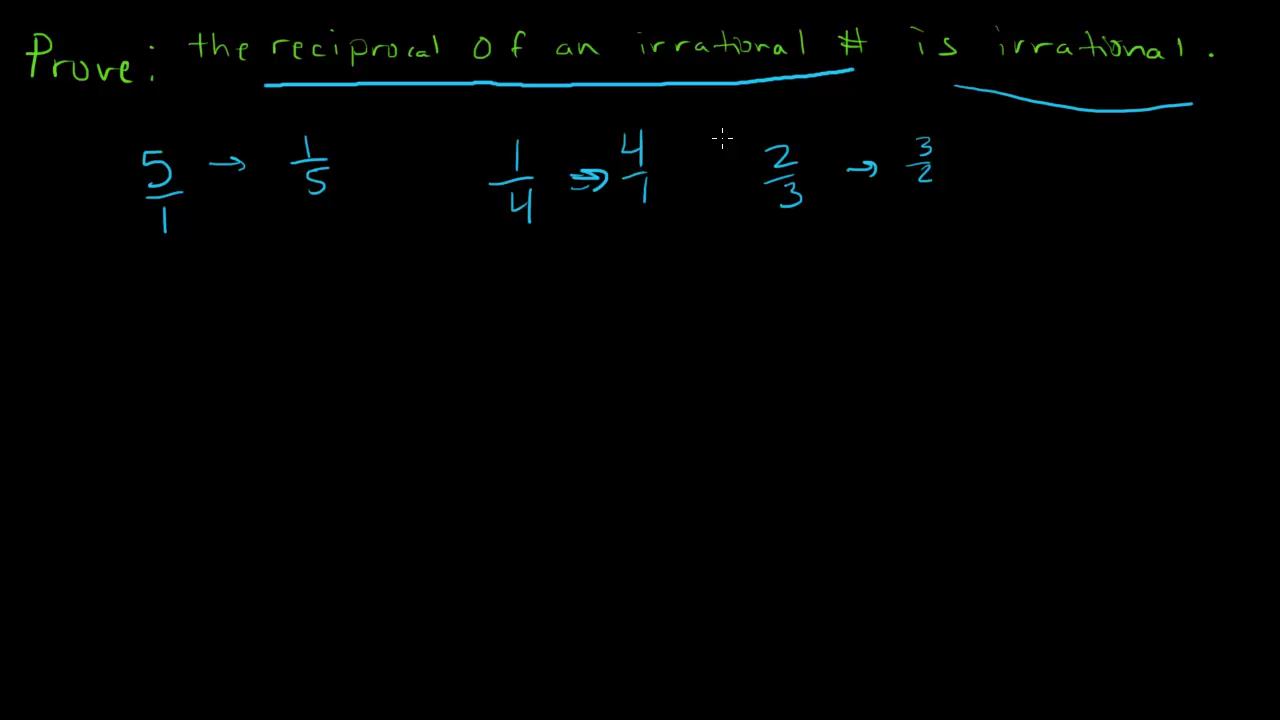 Prove: the reciprocal of an irrational # is irrational.
5/1 → 1/5 1/4 → 4/1 2/3 → 3/2